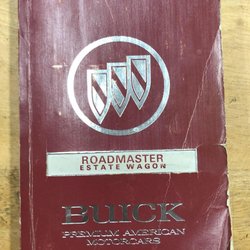 ROADMASTER
ESTATE WAGON
BUICK
PREMIUM AMERICAN
MOTORCARS